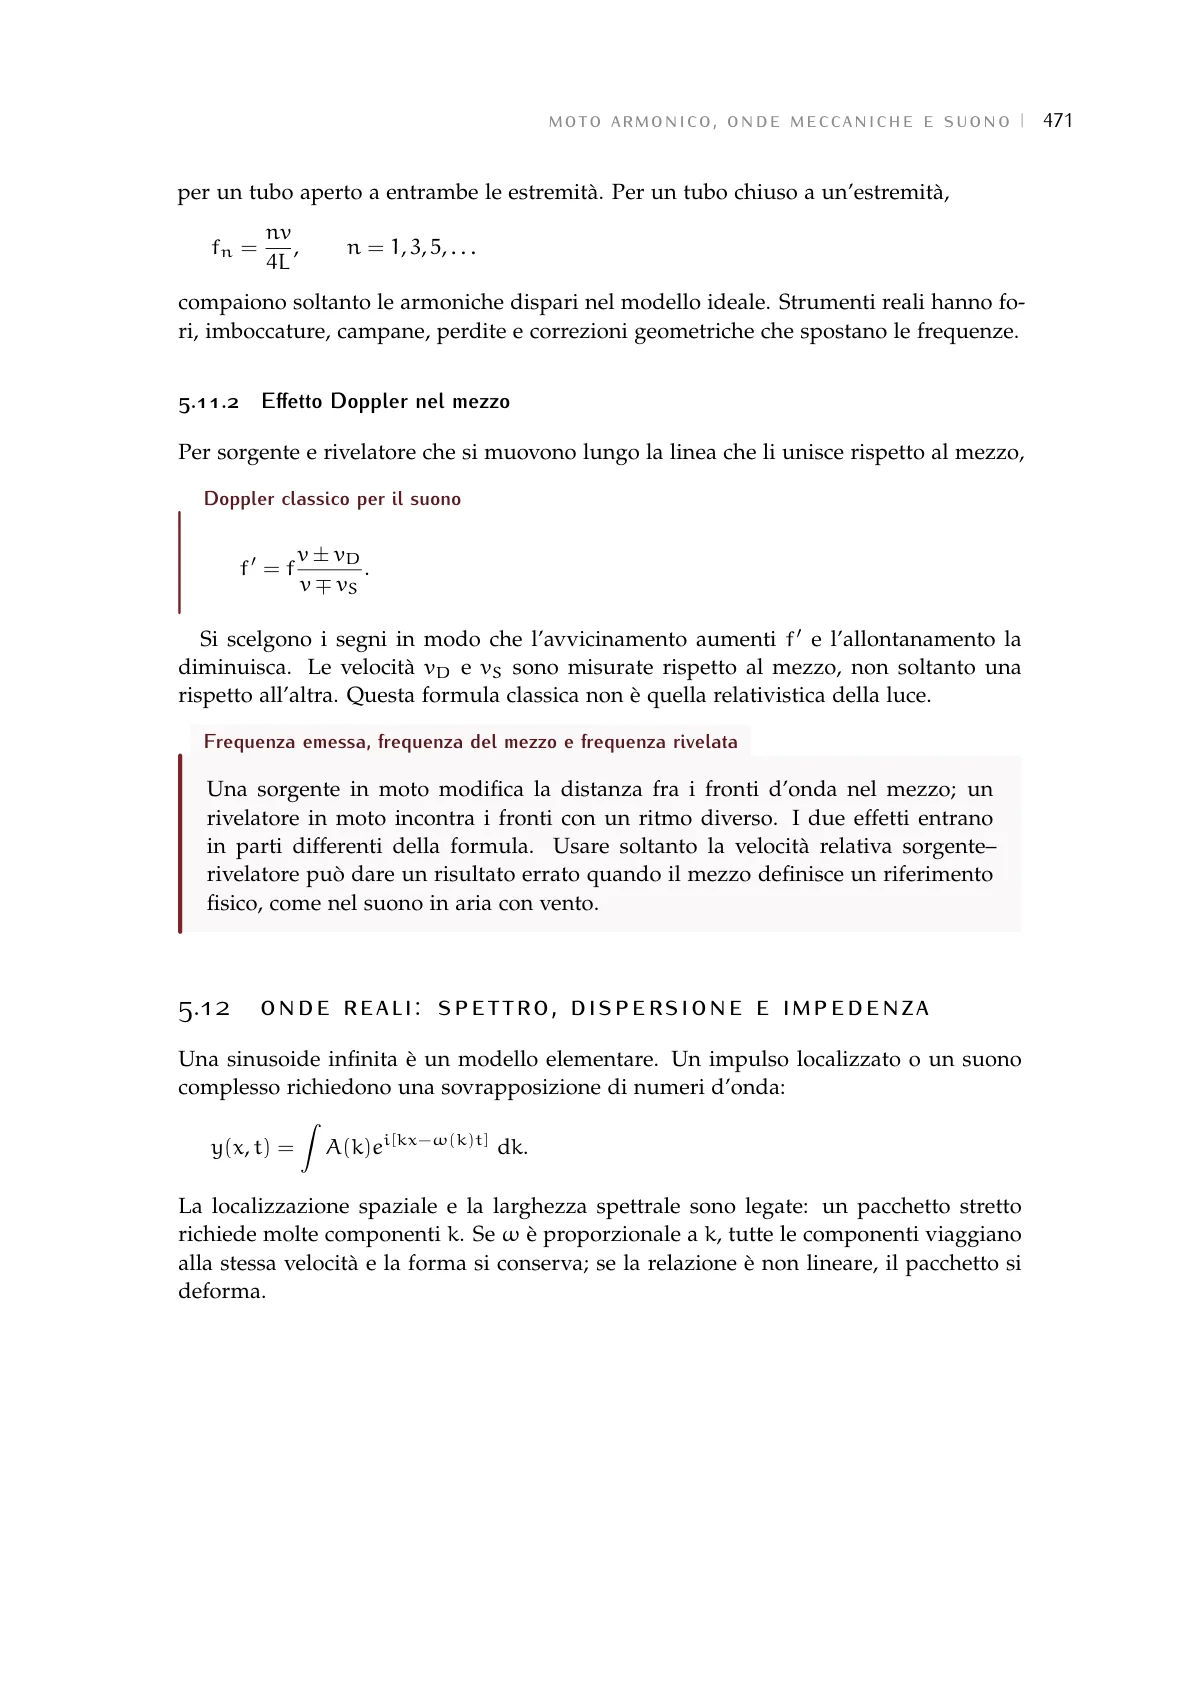 MOTO ARMONICO, ONDE MECCANICHE E SUONO | 471
per un tubo aperto a entrambe le estremità. Per un tubo chiuso a un’estremità,
fₙ = nv/4L, n = 1, 3, 5, . . .
compaiono soltanto le armoniche dispari nel modello ideale. Strumenti reali hanno fo-
ri, imboccature, campane, perdite e correzioni geometriche che spostano le frequenze.
5.11.2 Effetto Doppler nel mezzo
Per sorgente e rivelatore che si muovono lungo la linea che li unisce rispetto al mezzo,
Doppler classico per il suono
f′ = f (v ± v_D)/(v ∓ v_S).
Si scelgono i segni in modo che l’avvicinamento aumenti f′ e l’allontanamento la
diminuisca. Le velocità v_D e v_S sono misurate rispetto al mezzo, non soltanto una
rispetto all’altra. Questa formula classica non è quella relativistica della luce.
Frequenza emessa, frequenza del mezzo e frequenza rivelata
Una sorgente in moto modifica la distanza fra i fronti d’onda nel mezzo; un
rivelatore in moto incontra i fronti con un ritmo diverso. I due effetti entrano
in parti differenti della formula. Usare soltanto la velocità relativa sorgente–
rivelatore può dare un risultato errato quando il mezzo definisce un riferimento
fisico, come nel suono in aria con vento.
5.12 ONDE REALI: SPETTRO, DISPERSIONE E IMPEDENZA
Una sinusoide infinita è un modello elementare. Un impulso localizzato o un suono
complesso richiedono una sovrapposizione di numeri d’onda:
y(x, t) = ∫ A(k)e^{i[kx−ω(k)t]} dk.
La localizzazione spaziale e la larghezza spettrale sono legate: un pacchetto stretto
richiede molte componenti k. Se ω è proporzionale a k, tutte le componenti viaggiano
alla stessa velocità e la forma si conserva; se la relazione è non lineare, il pacchetto si
deforma.